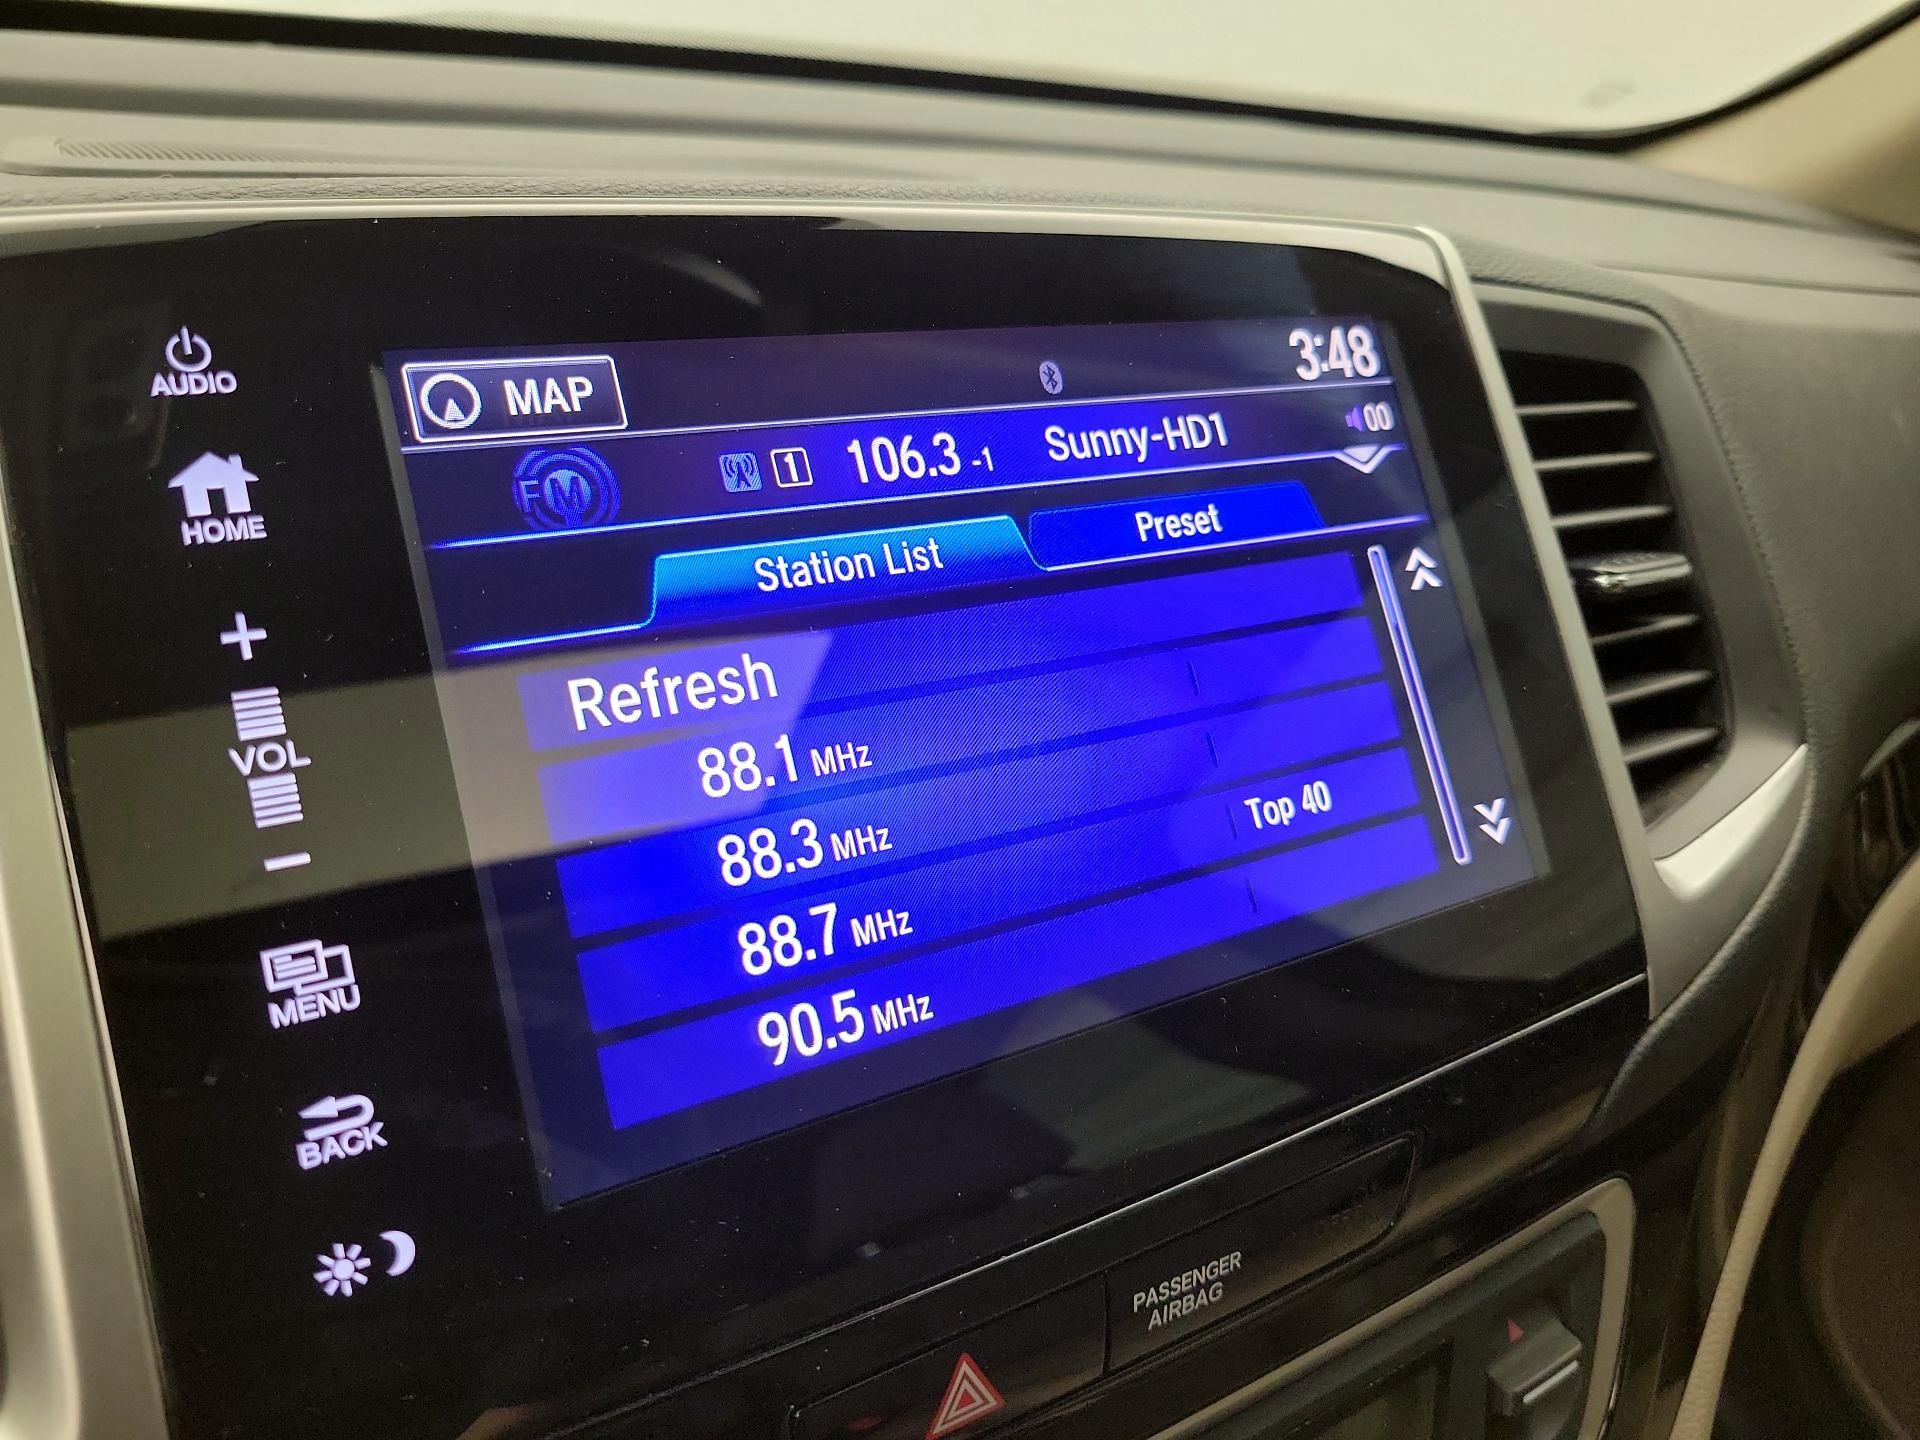 AUDIO
HOME
+
VOL
−
MENU
BACK
MAP
3:48
FM
1 106.3 -1 Sunny-HD1 00
Station List
Preset
Refresh
88.1 MHz
88.3 MHz
88.7 MHz Top 40
90.5 MHz
PASSENGER
AIRBAG